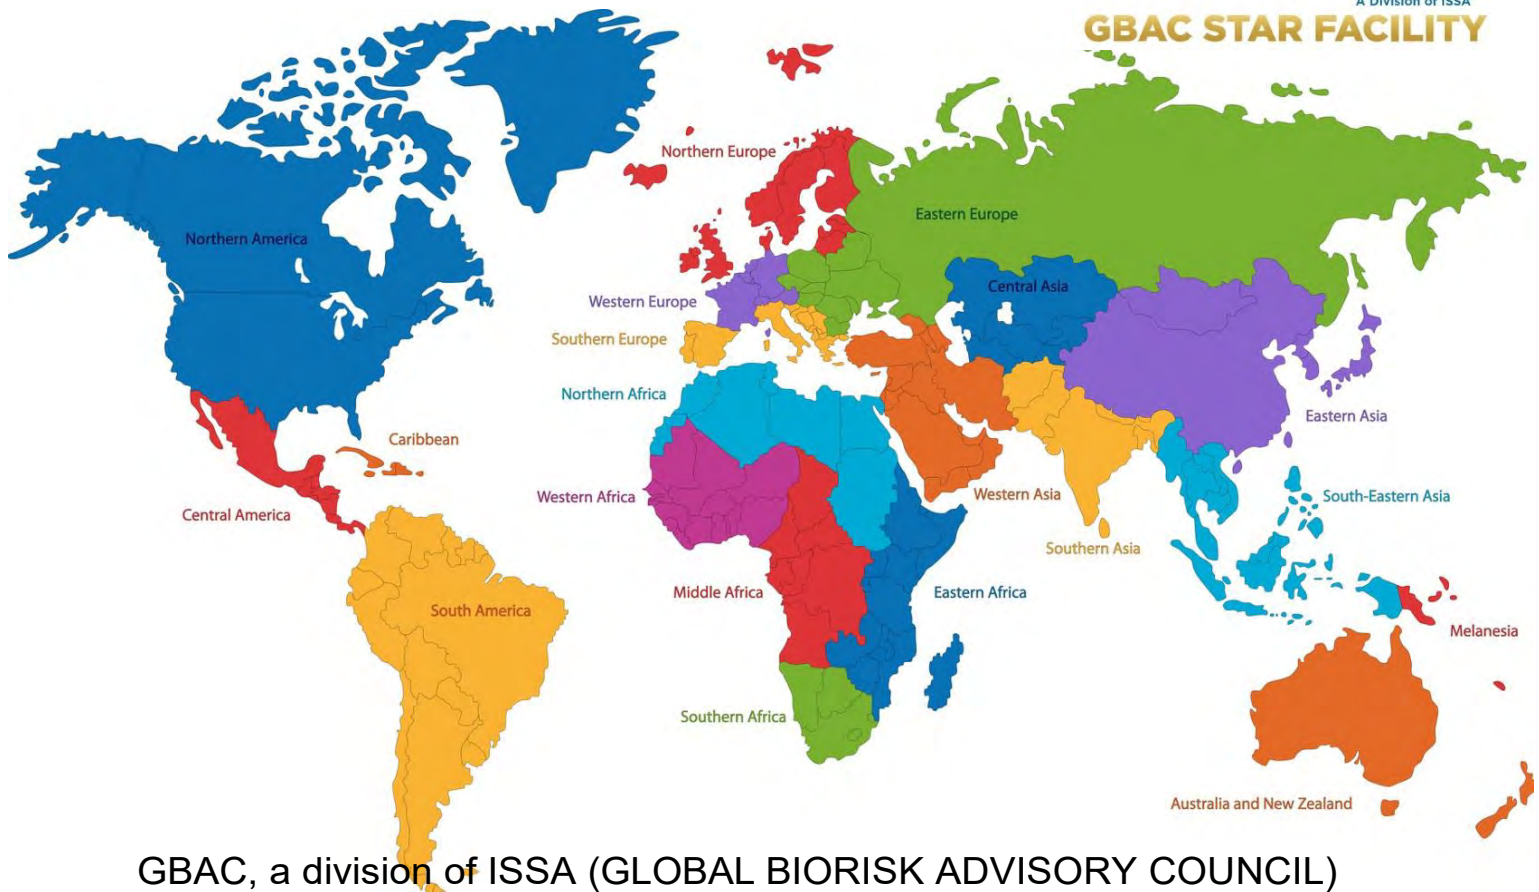 A Division of ISSA
GBAC STAR FACILITY
Northern Europe
Eastern Europe
Northern America
Central Asia
Western Europe
Southern Europe
Northern Africa
Eastern Asia
Caribbean
Western Africa
Western Asia
South-Eastern Asia
Central America
Southern Asia
Middle Africa
Eastern Africa
South America
Melanesia
Southern Africa
Australia and New Zealand
GBAC, a division of ISSA (GLOBAL BIORISK ADVISORY COUNCIL)